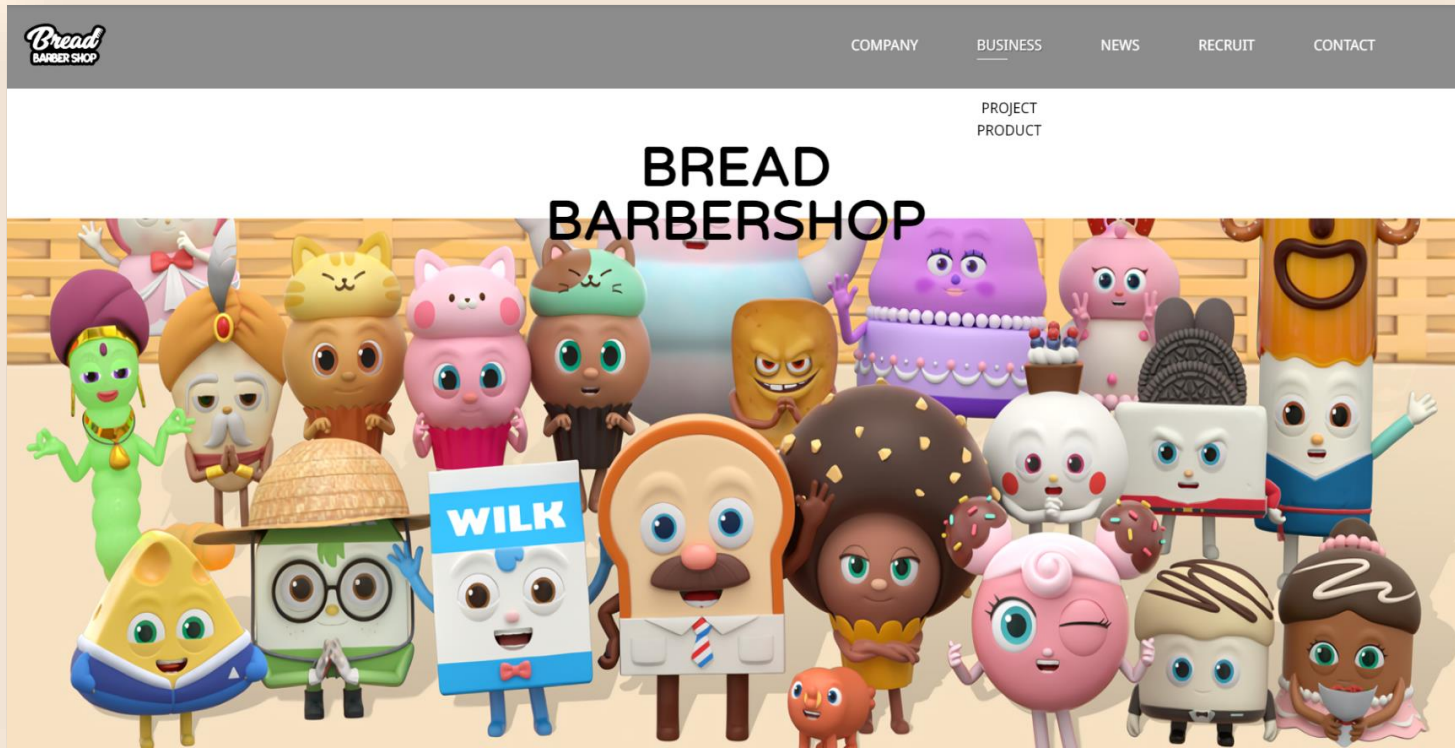 Bread
BARBER SHOP
COMPANY
BUSINESS
NEWS
RECRUIT
CONTACT
PROJECT
PRODUCT
BREAD
BARBERSHOP
WILK